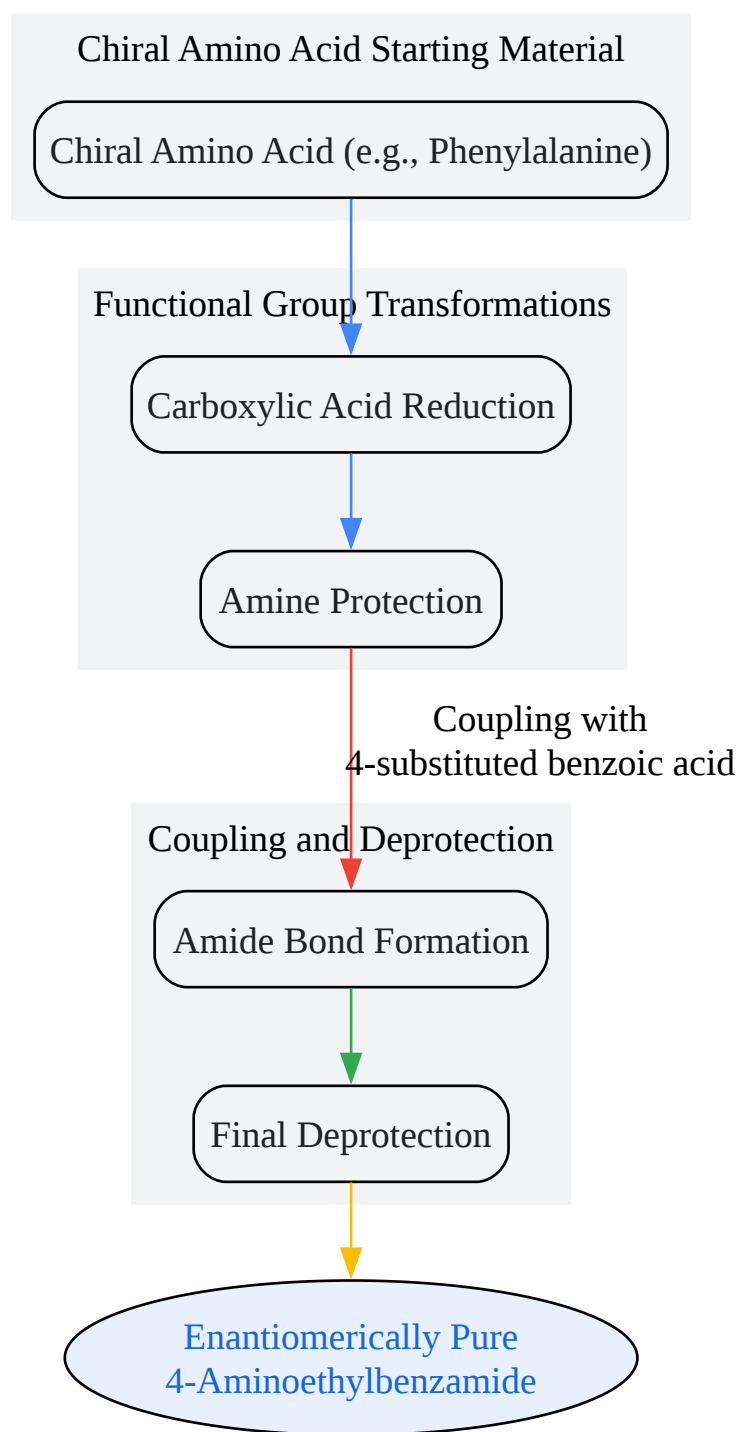 Chiral Amino Acid Starting Material
Chiral Amino Acid (e.g., Phenylalanine)
Functional Group Transformations
Carboxylic Acid Reduction
Amine Protection
Coupling with
4-substituted benzoic acid
Coupling and Deprotection
Amide Bond Formation
Final Deprotection
Enantiomerically Pure
4-Aminoethylbenzamide